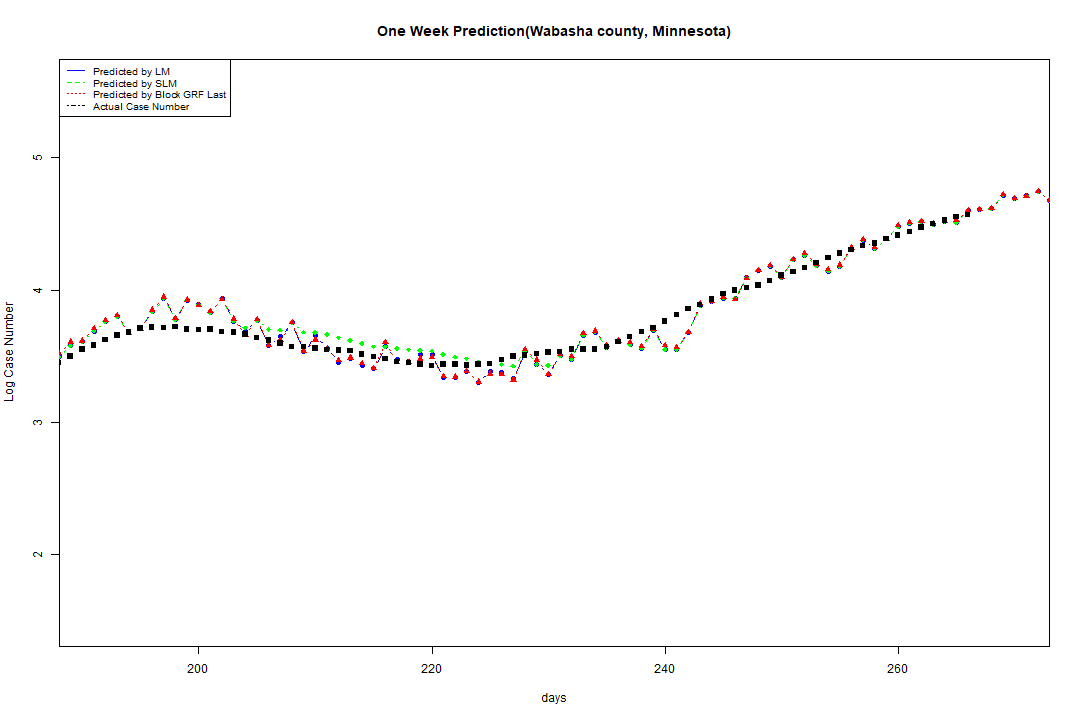 One Week Prediction(Wabasha county, Minnesota)
Predicted by LM
Predicted by SLM
Predicted by Block GRF Last
Actual Case Number
5
4
3
2
Log Case Number
200
220
240
260
days